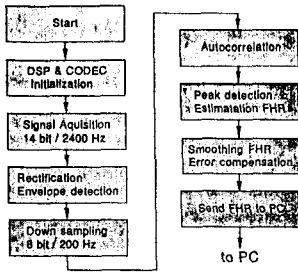 Start
DSP & CODEC
Initialization
Signal Aquisition
14 bit / 2400 Hz
Rectification
Envelope detection
Down sampling
8 bit / 200 Hz
Autocorrelation
Peak detection
Estimatation FHR
Smoothing FHR
Error compensation
Send FHR to PC
to PC